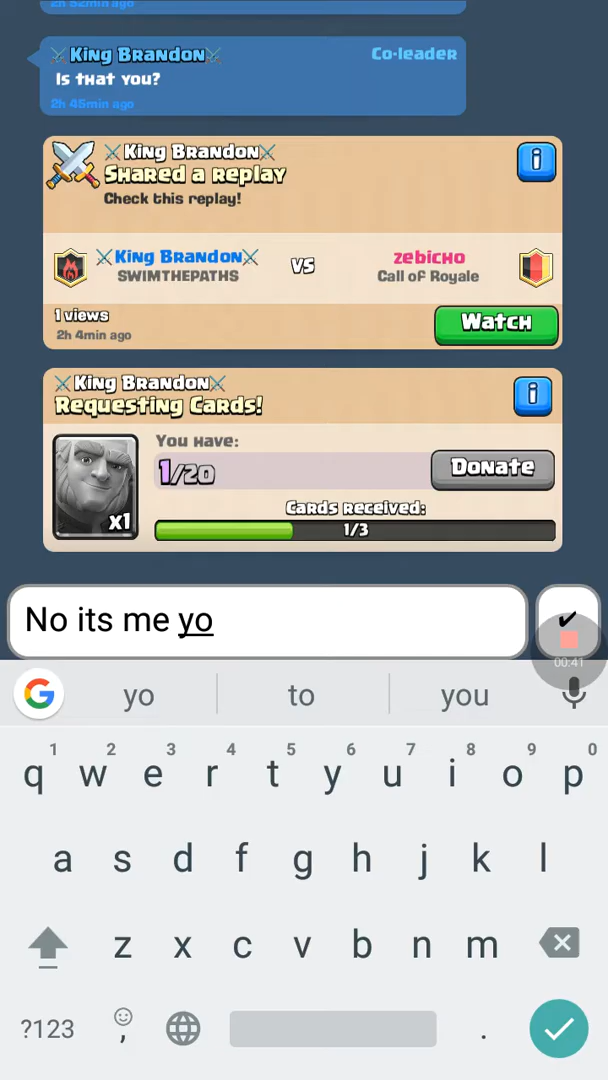 2h 52min ago
⚔King Brandon⚔ Co-leader
Is that you?
2h 45min ago
⚔King Brandon⚔
Shared a replay
Check this replay!
⚔King Brandon⚔ VS zebicho
SWIMTHEPATHS Call of Royale
1 views
Watch
2h 4min ago
⚔King Brandon⚔
Requesting Cards!
You have:
1/20 Donate
x1
Cards received:
1/3
No its me yo
00:41
yo to you
1 2 3 4 5 6 7 8 9 0
q w e r t y u i o p
a s d f g h j k l
z x c v b n m
?123 , .